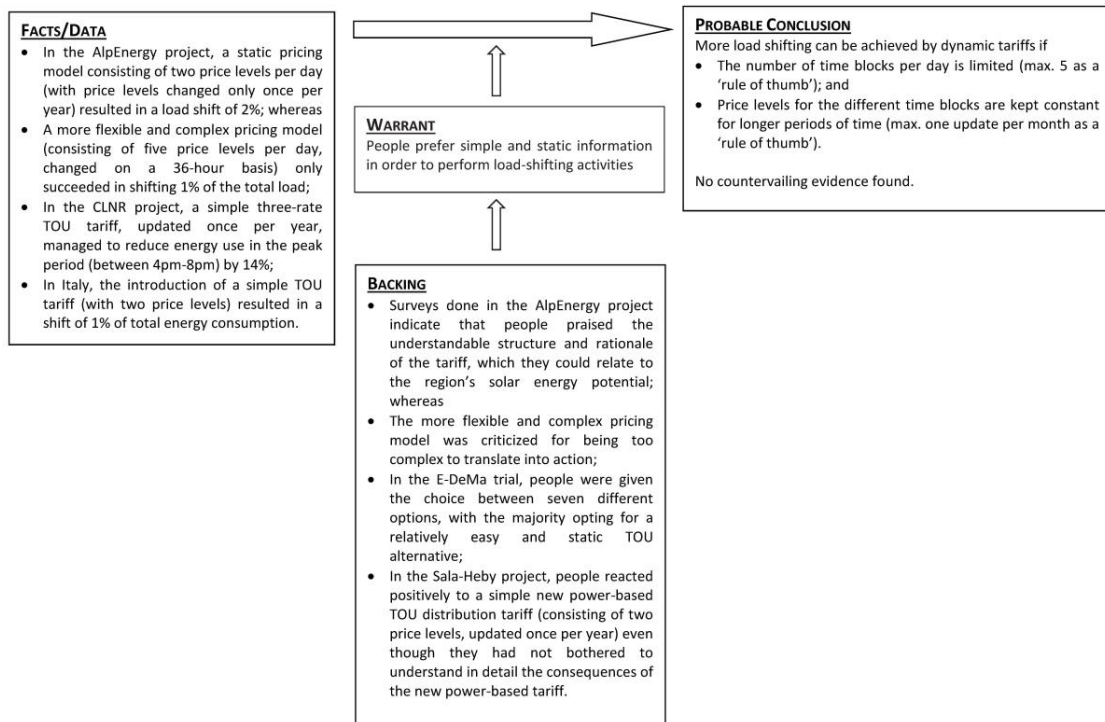 FACTS/DATA
• In the AlpEnergy project, a static pricing
model consisting of two price levels per day
(with price levels changed only once per
year) resulted in a load shift of 2%; whereas
• A more flexible and complex pricing model
(consisting of five price levels per day,
changed on a 36-hour basis) only
succeeded in shifting 1% of the total load;
• In the CLNR project, a simple three-rate
TOU tariff, updated once per year,
managed to reduce energy use in the peak
period (between 4pm-8pm) by 14%;
• In Italy, the introduction of a simple TOU
tariff (with two price levels) resulted in a
shift of 1% of total energy consumption.
WARRANT
People prefer simple and static information
in order to perform load-shifting activities
BACKING
• Surveys done in the AlpEnergy project
indicate that people praised the
understandable structure and rationale
of the tariff, which they could relate to
the region's solar energy potential;
whereas
• The more flexible and complex pricing
model was criticized for being too
complex to translate into action;
• In the E-DeMa trial, people were given
the choice between seven different
options, with the majority opting for a
relatively easy and static TOU
alternative;
• In the Sala-Heby project, people reacted
positively to a simple new power-based
TOU distribution tariff (consisting of two
price levels, updated once per year) even
though they had not bothered to
understand in detail the consequences of
the new power-based tariff.
PROBABLE CONCLUSION
More load shifting can be achieved by dynamic tariffs if
• The number of time blocks per day is limited (max. 5 as a
'rule of thumb'); and
• Price levels for the different time blocks are kept constant
for longer periods of time (max. one update per month as a
'rule of thumb').
No countervailing evidence found.